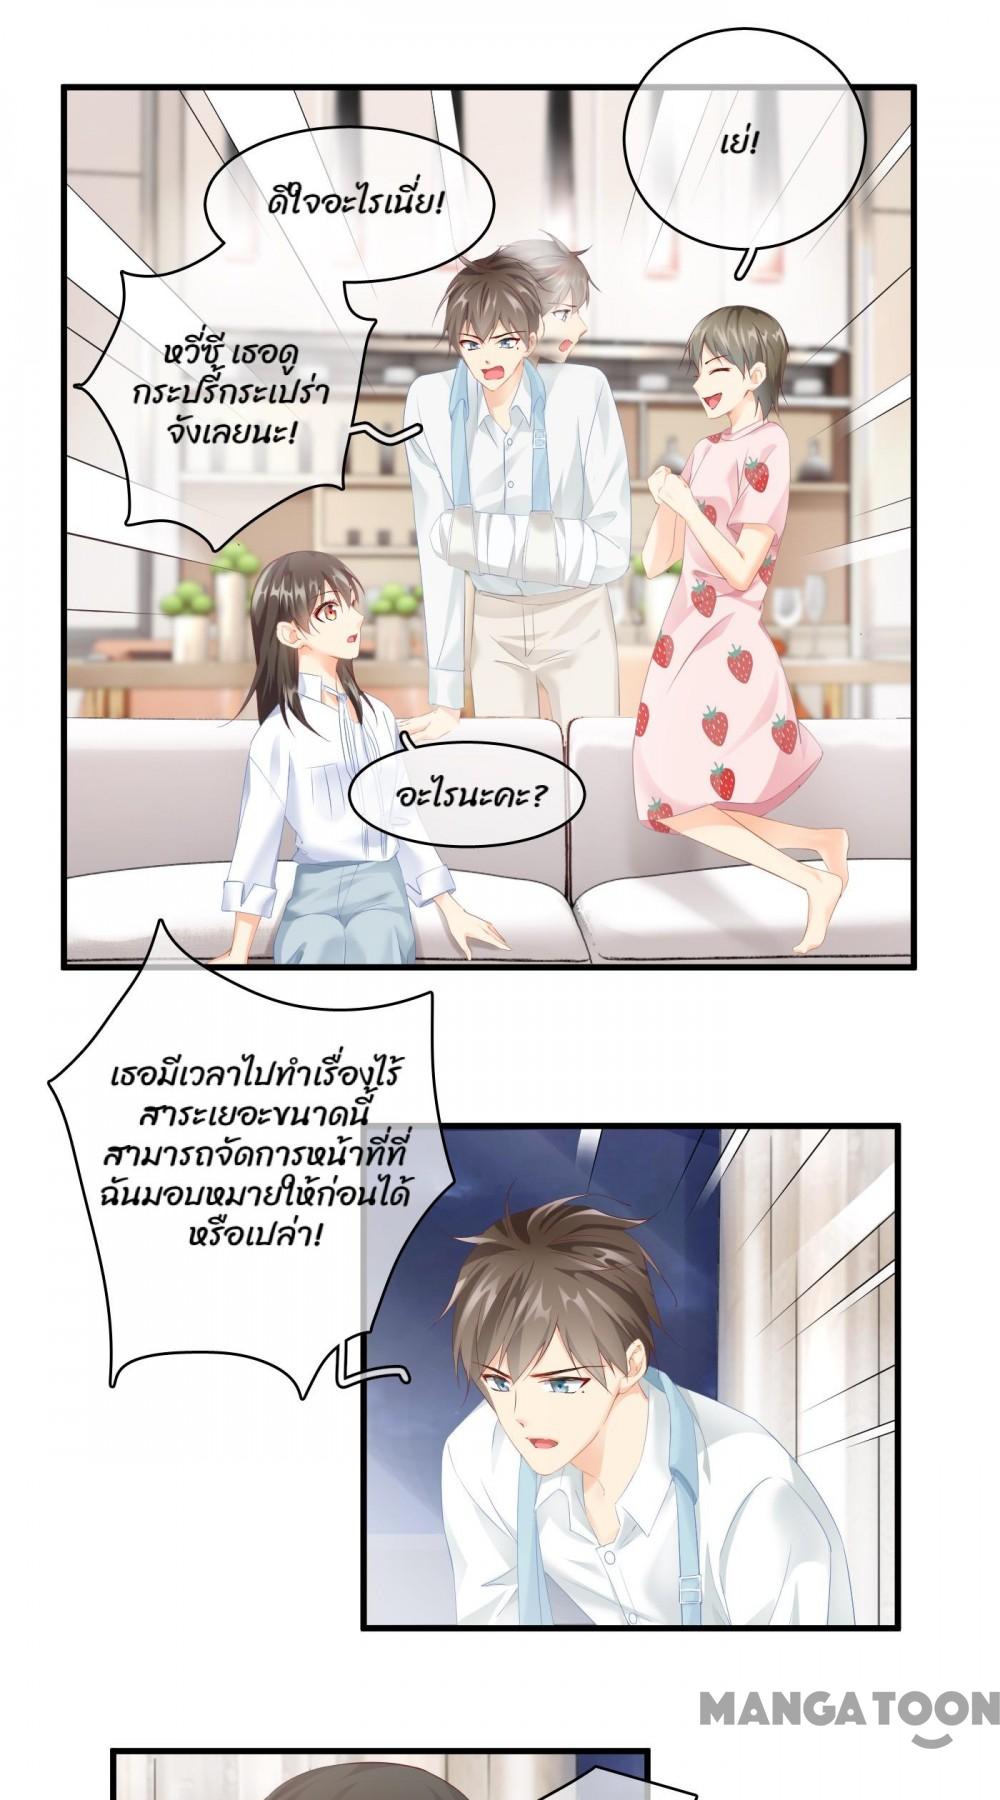 เย่!
ดีใจอะไรเนี่ย!
หวี่ซี เธอดู
กระปรี้กระเปร่า
จังเลยนะ!
อะไรนะคะ?
เธอมีเวลาไปทำเรื่องไร้
สาระเยอะขนาดนี้
สามารถจัดการหน้าที่ที่
ฉันมอบหมายให้ก่อนได้
หรือเปล่า!
MANGATOON